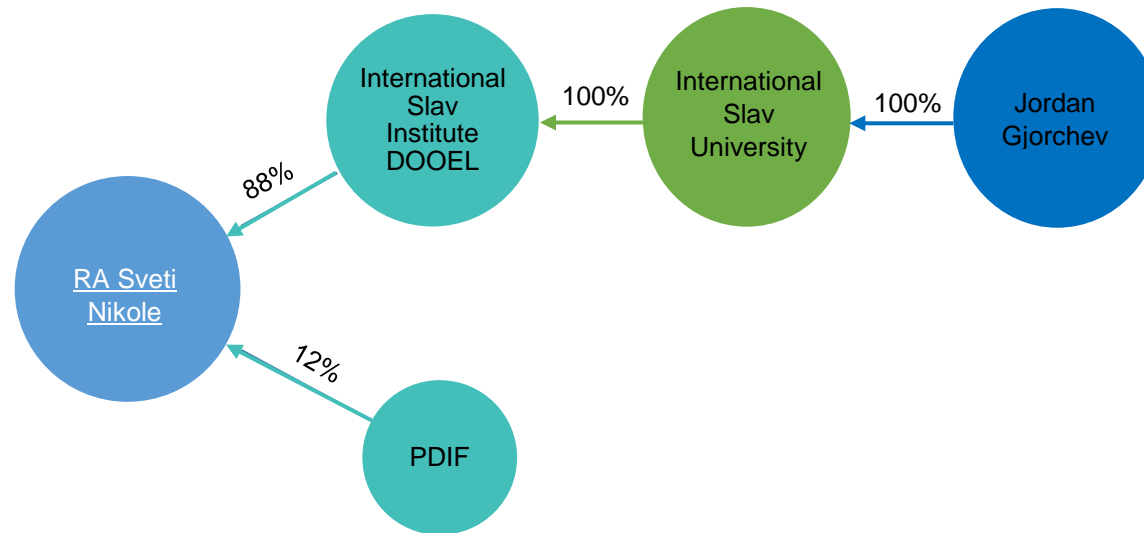 International
Slav
Institute
DOOEL
100%
International
Slav
University
100%
Jordan
Gjorchev
88%
RA Sveti
Nikole
12%
PDIF